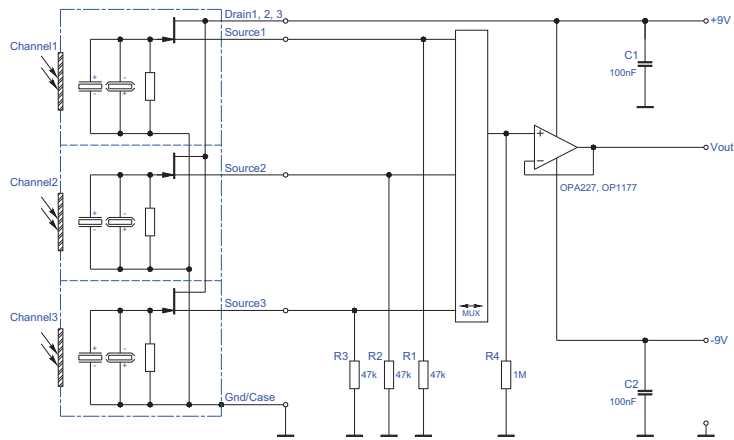 Drain1, 2, 3
+9V
Source1
Channel1
C1
100nF
+
-
-
+
+
-
Vout
Channel2
Source2
OPA227, OP1177
+
-
-
+
Channel3
Source3
MUX
-9V
+
-
-
+
R3
47k
R2
47k
R1
47k
R4
1M
C2
100nF
Gnd/Case